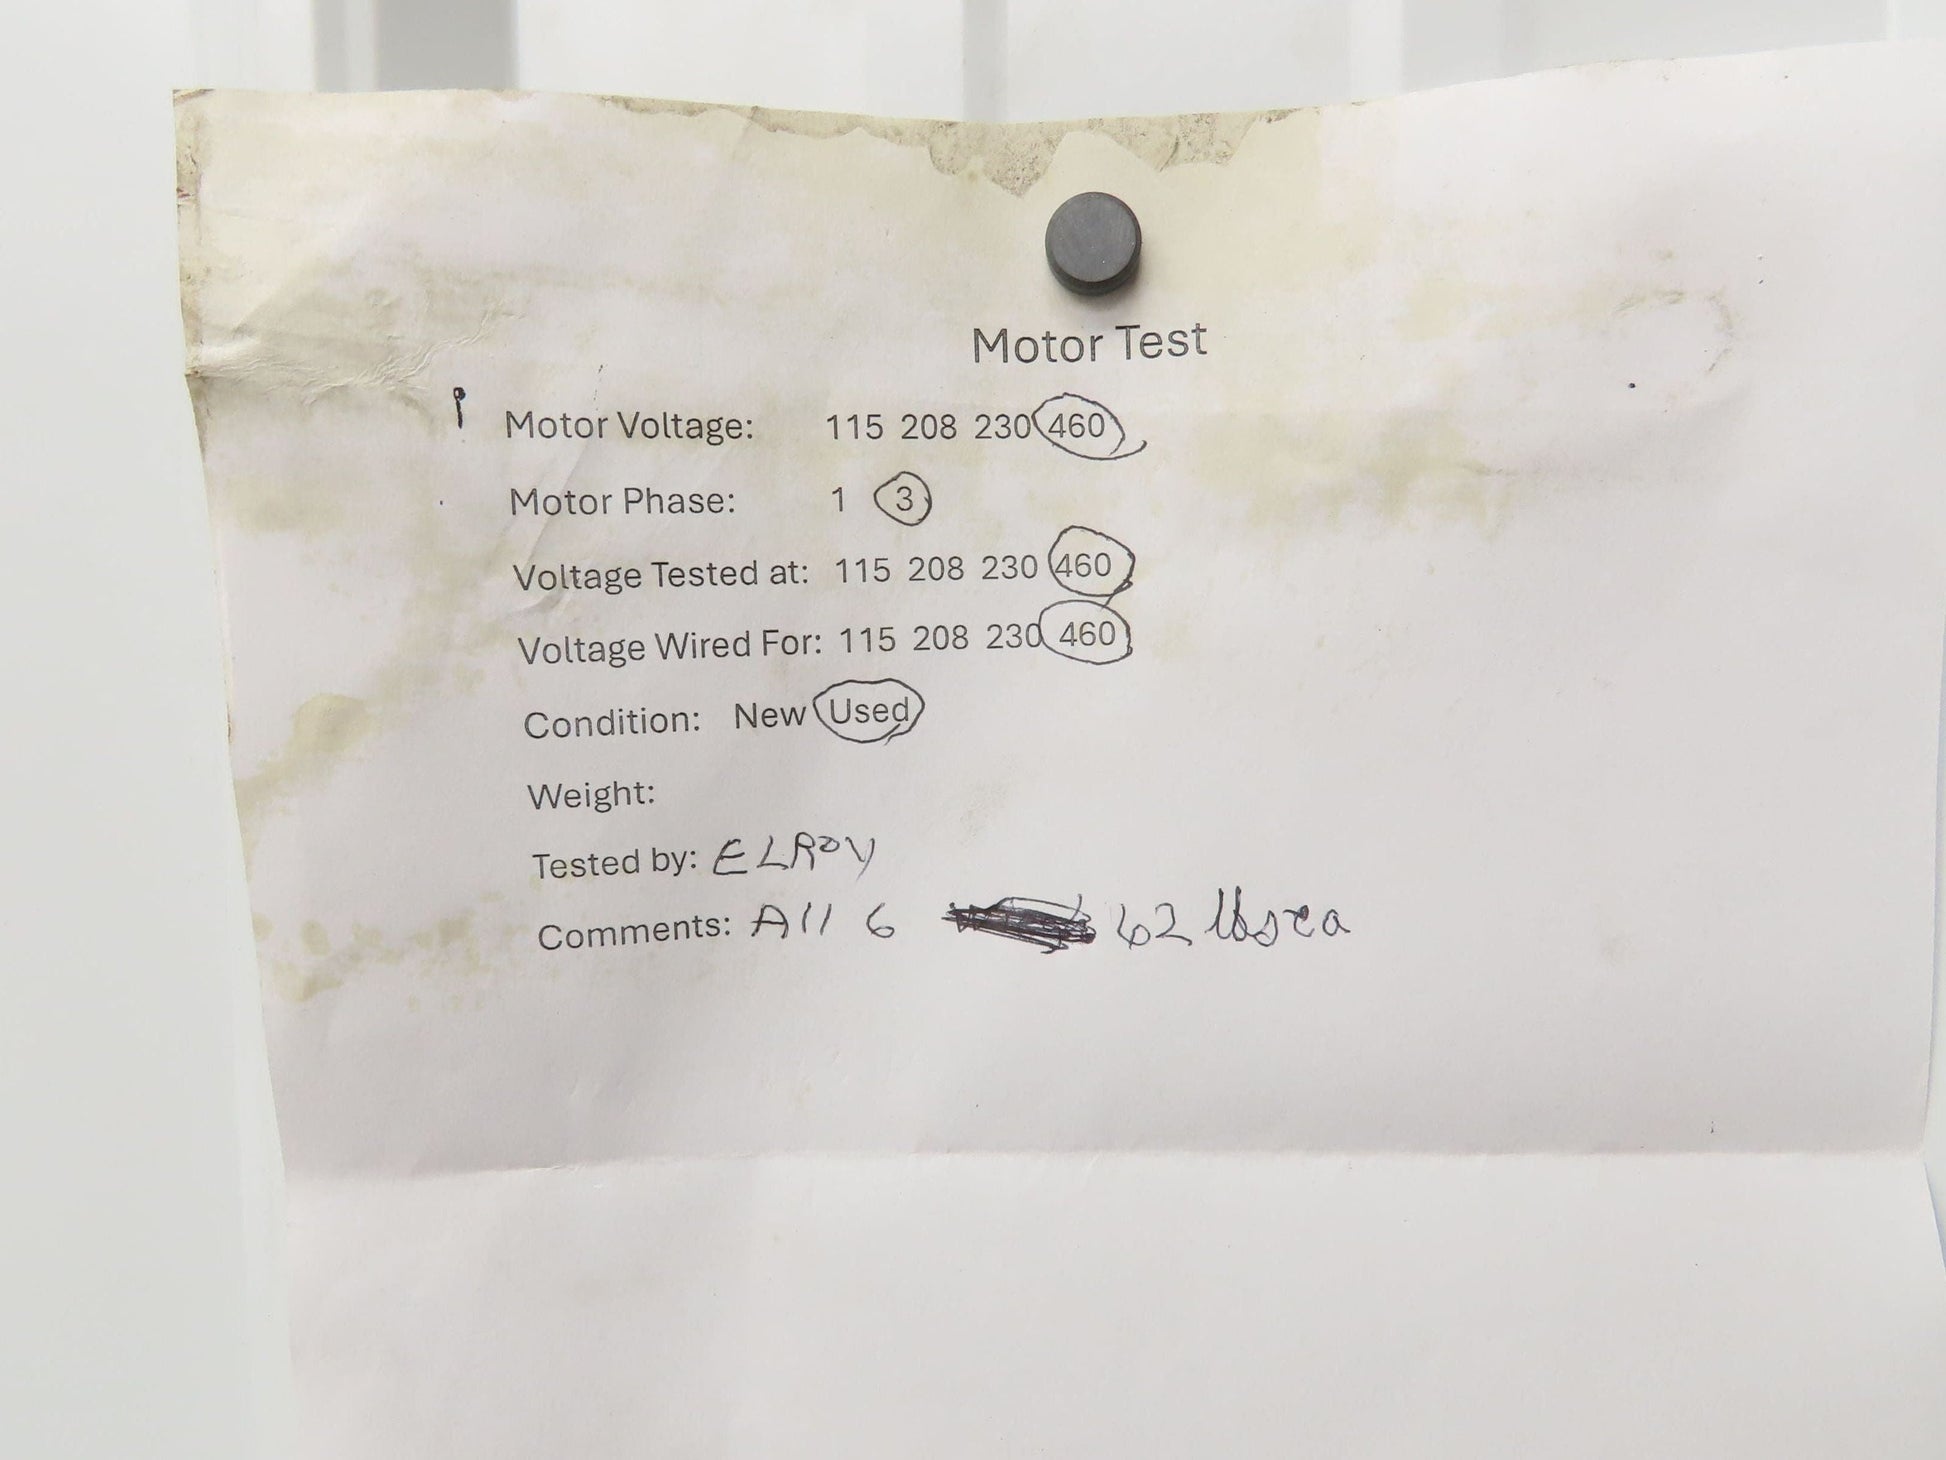 Motor Test
Motor Voltage: 115 208 230 460
Motor Phase: 1 3
Voltage Tested at: 115 208 230 460
Voltage Wired For: 115 208 230 460
Condition: New Used
Weight:
Tested by: ELROY
Comments: All 6 62 lbs ea